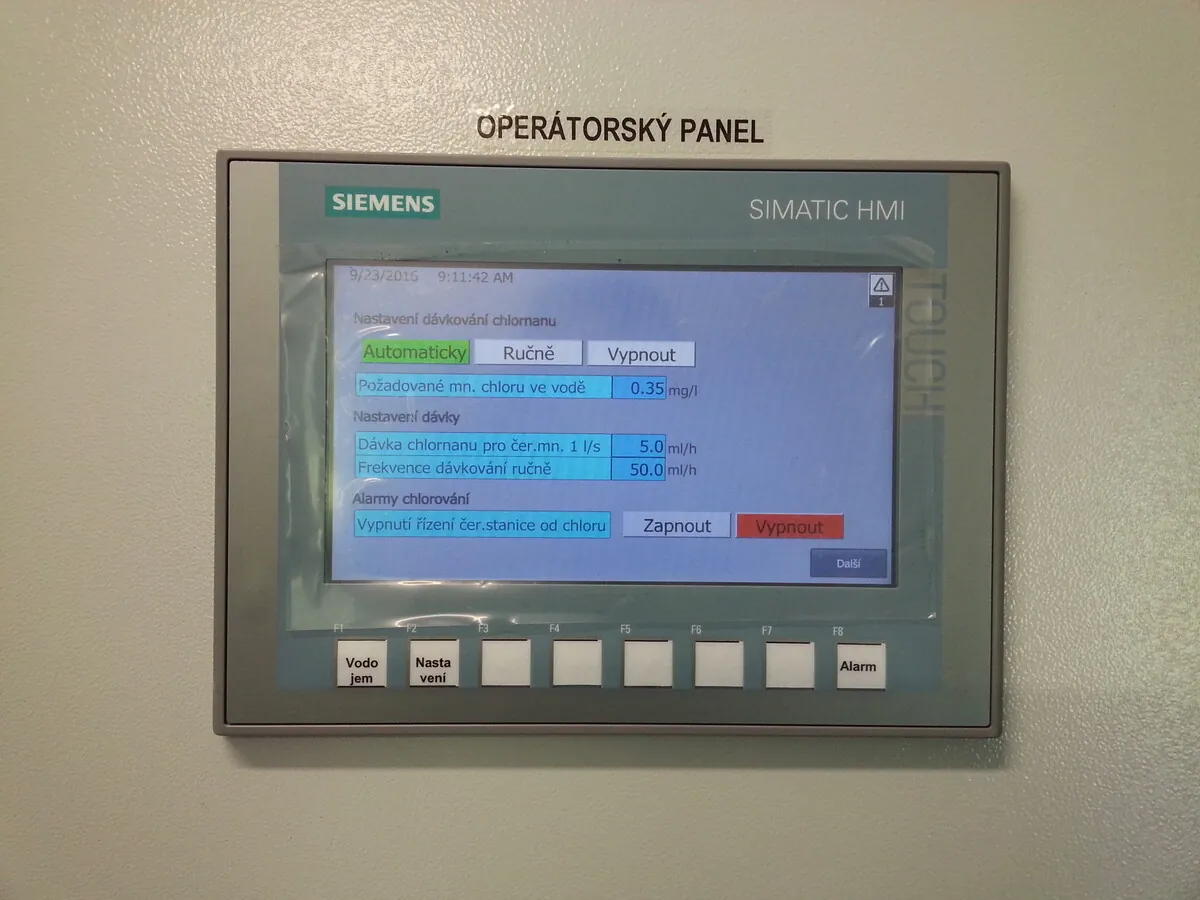 OPERÁTORSKÝ PANEL
SIEMENS
SIMATIC HMI
TOUCH
9/23/2016 9:11:42 AM
1
Nastavení dávkování chlornanu
Automaticky Ručně Vypnout
Požadované mn. chloru ve vodě 0.35 mg/l
Nastavení dávky
Dávka chlornanu pro čer.mn. 1 l/s 5.0 ml/h
Frekvence dávkování ručně 50.0 ml/h
Alarmy chlorování
Vypnutí řízení čer.stanice od chloru Zapnout Vypnout
Další
F1 F2 F3 F4 F5 F6 F7 F8
Vodo
jem
Nasta
vení
Alarm